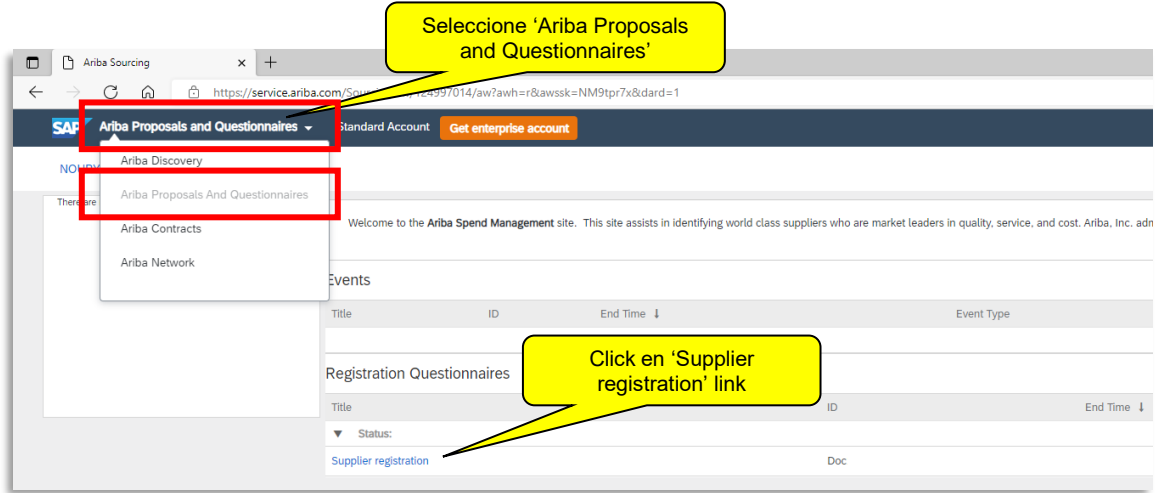 Seleccione ‘Ariba Proposals
and Questionnaires’
Ariba Sourcing
https://service.ariba.com/Sour 124997014/aw?awh=r&awssk=NM9tpr7x&dard=1
SAP Ariba Proposals and Questionnaires Standard Account Get enterprise account
Ariba Discovery
There are
Ariba Proposals And Questionnaires
Ariba Contracts
Ariba Network
Welcome to the Ariba Spend Management site. This site assists in identifying world class suppliers who are market leaders in quality, service, and cost. Ariba, Inc. adm
Events
Title ID End Time ↓ Event Type
Click en ‘Supplier
registration’ link
Registration Questionnaires
Title ID End Time ↓
▼ Status:
Supplier registration Doc